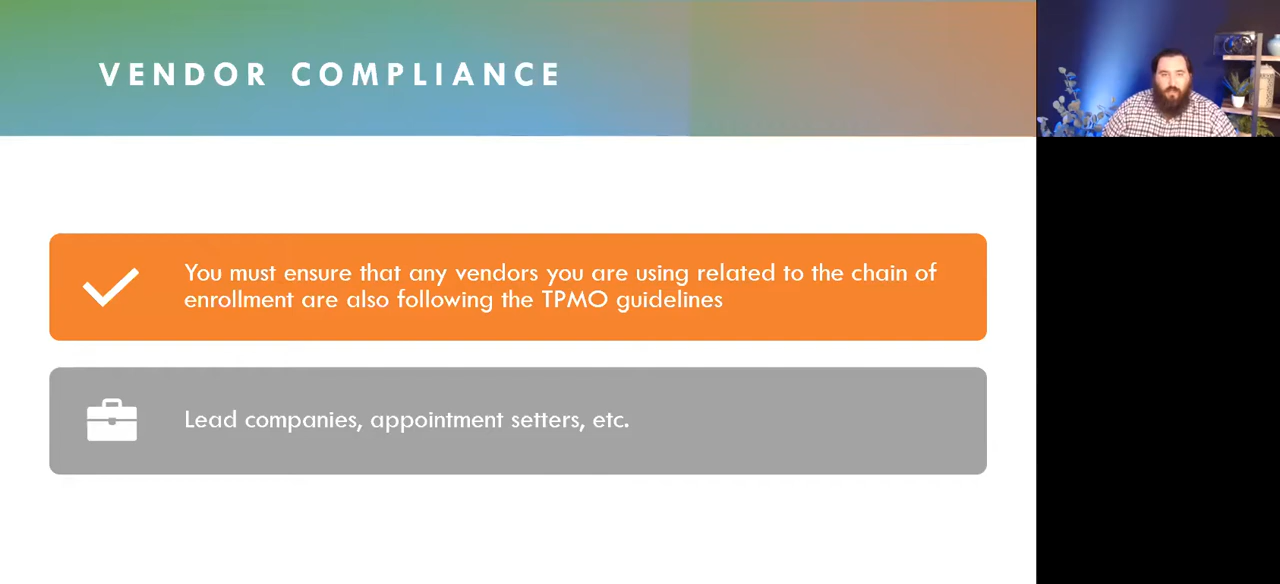 VENDOR COMPLIANCE
You must ensure that any vendors you are using related to the chain of
enrollment are also following the TPMO guidelines
Lead companies, appointment setters, etc.